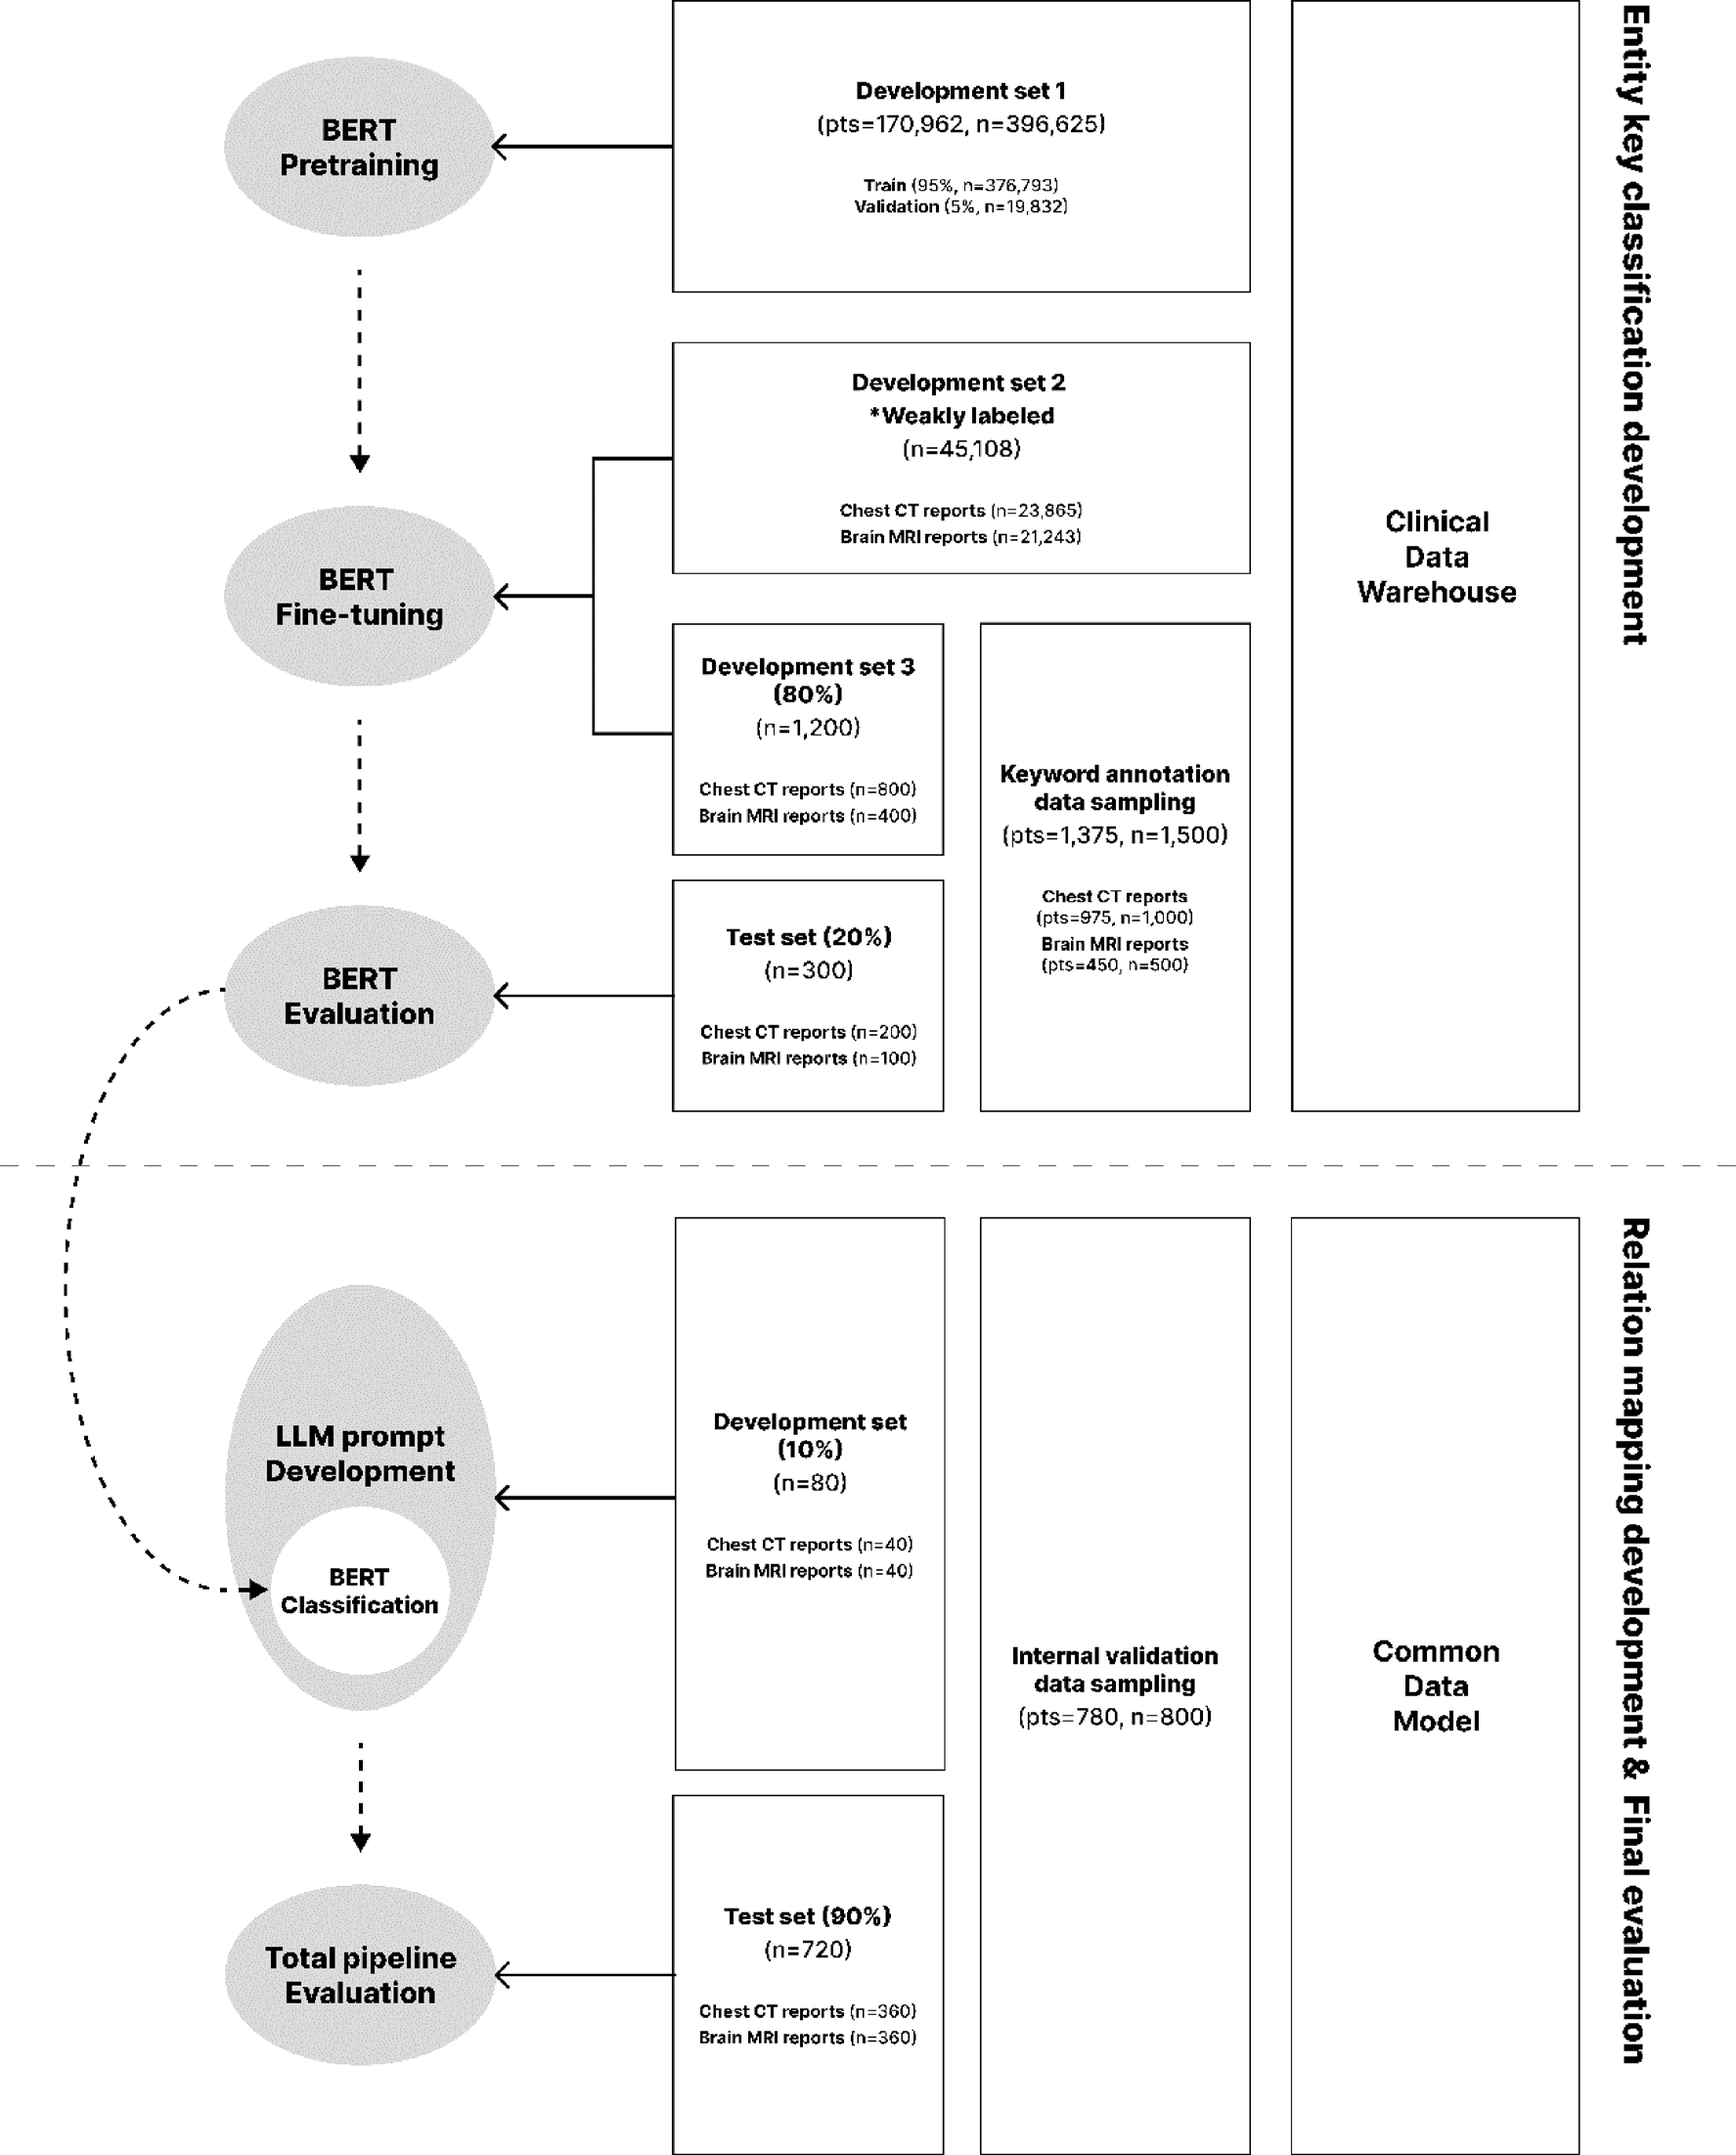 BERT
Pretraining
Development set 1
(pts=170,962, n=396,625)
Train (95%, n=376,793)
Validation (5%, n=19,832)
Development set 2
*Weakly labeled
(n=45,108)
Chest CT reports (n=23,865)
Brain MRI reports (n=21,243)
BERT
Fine-tuning
Development set 3
(80%)
(n=1,200)
Chest CT reports (n=800)
Brain MRI reports (n=400)
Keyword annotation
data sampling
(pts=1,375, n=1,500)
Chest CT reports
(pts=975, n=1,000)
Brain MRI reports
(pts=450, n=500)
BERT
Evaluation
Test set (20%)
(n=300)
Chest CT reports (n=200)
Brain MRI reports (n=100)
Clinical
Data
Warehouse
Entity key classification development
LLM prompt
Development
BERT
Classification
Development set
(10%)
(n=80)
Chest CT reports (n=40)
Brain MRI reports (n=40)
Internal validation
data sampling
(pts=780, n=800)
Common
Data
Model
Total pipeline
Evaluation
Test set (90%)
(n=720)
Chest CT reports (n=360)
Brain MRI reports (n=360)
Relation mapping development & Final evaluation